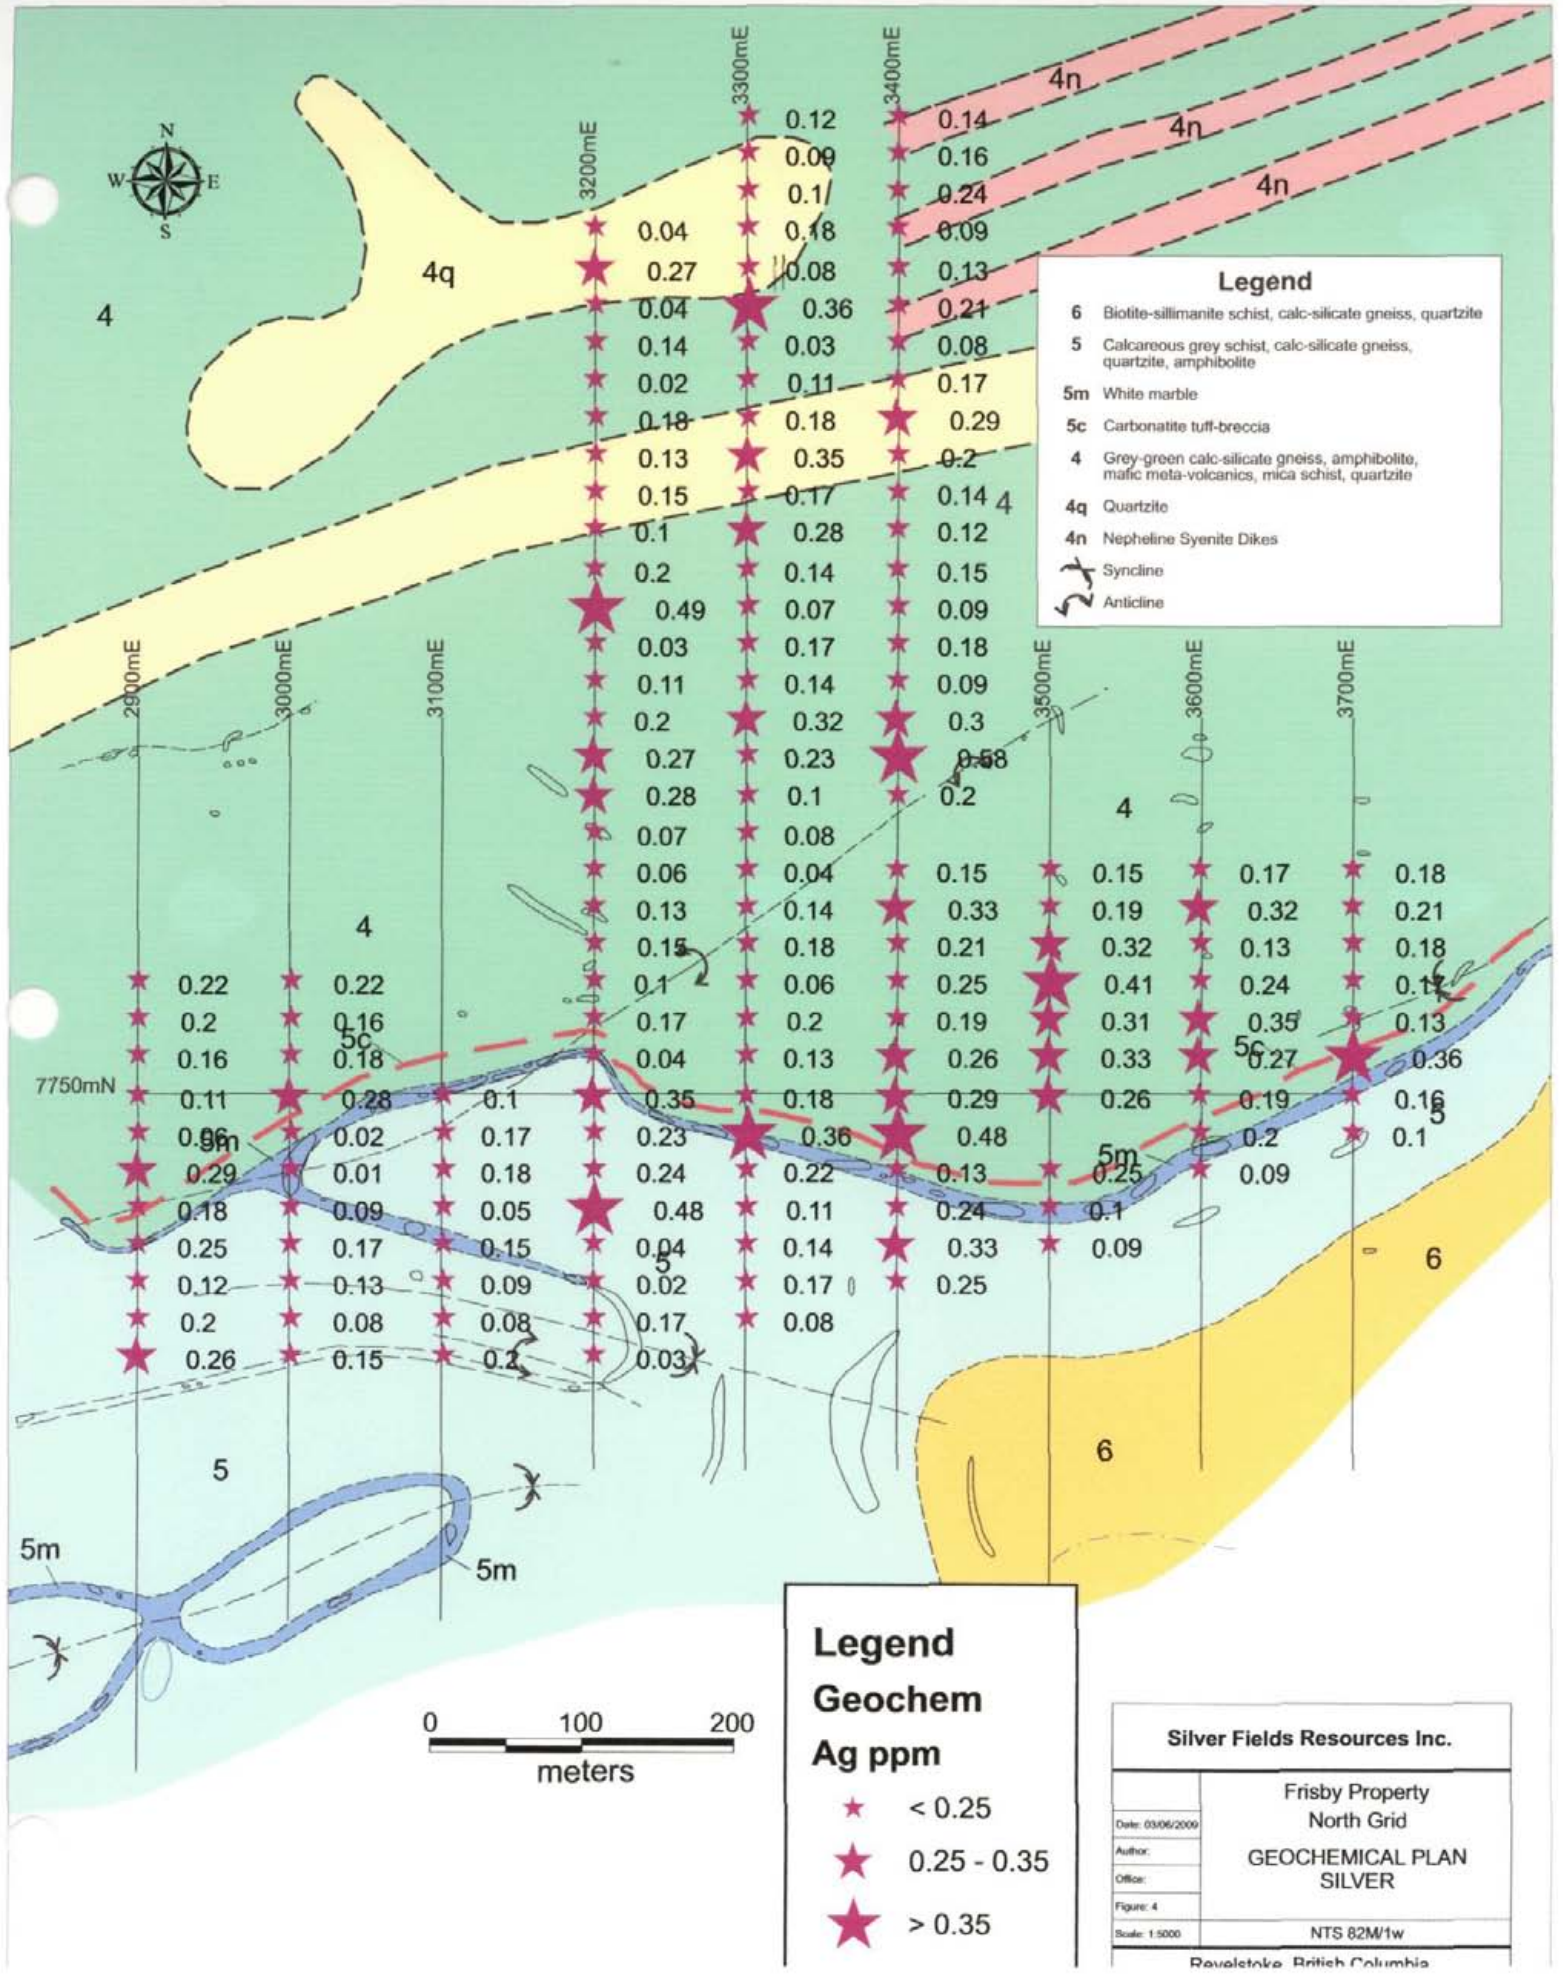 3300mE
3400mE
3200mE
N
W E
S
4n
4n
4n
0.12 0.14
0.09 0.16
0.1 0.24
0.04 0.18 0.09
4q 0.27 0.08 0.13
4 0.04 0.36 0.21
0.14 0.03 0.08
0.02 0.11 0.17
0.18 0.18 0.29
0.13 0.35 0.2
0.15 0.17 0.14 4
0.1 0.28 0.12
0.2 0.14 0.15
0.49 0.07 0.09
0.03 0.17 0.18
0.11 0.14 0.09
0.2 0.32 0.3
0.27 0.23
0.28 0.1 0.2
0.07 0.08
Legend
6 Biotite-sillimanite schist, calc-silicate gneiss, quartzite
5 Calcareous grey schist, calc-silicate gneiss,
quartzite, amphibolite
5m White marble
5c Carbonatite tuff-breccia
4 Grey-green calc-silicate gneiss, amphibolite,
mafic meta-volcanics, mica schist, quartzite
4q Quartzite
4n Nepheline Syenite Dikes
Syncline
Anticline
2900mE
3000mE
3100mE
3500mE
3600mE
3700mE
4
0.06 0.04 0.15 0.15 0.17 0.18
0.13 0.14 0.33 0.19 0.32 0.21
4
0.15 0.18 0.21 0.32 0.13 0.18
0.22 0.22 0.1 0.06 0.25 0.41 0.24
0.2 0.16 0.17 0.2 0.19 0.31 0.35 0.13
5c 5c
0.16 0.18 0.04 0.13 0.26 0.33 0.27 0.36
7750mN 0.11 0.28 0.1 0.35 0.18 0.29 0.26 0.19 0.16
5
0.02 0.17 0.23 0.36 0.48 0.2 0.1
5m 5m
0.29 0.01 0.18 0.24 0.22 0.13 0.25 0.09
0.18 0.09 0.05 0.48 0.11 0.24 0.1
0.25 0.17 0.15 0.04 0.14 0.33 0.09
5 6
0.12 0.13 0.09 0.02 0.17 0.25
0.2 0.08 0.08 0.17 0.08
0.26 0.15 0.2 0.03
5 6
5m
5m
0 100 200
meters
Legend
Geochem
Ag ppm
< 0.25
0.25 - 0.35
> 0.35
Silver Fields Resources Inc.
Frisby Property
North Grid
GEOCHEMICAL PLAN
SILVER
Date: 03/06/2009
Author:
Office:
Figure: 4
Scale: 1:5000
NTS 82M/1w
Revelstoke, British Columbia